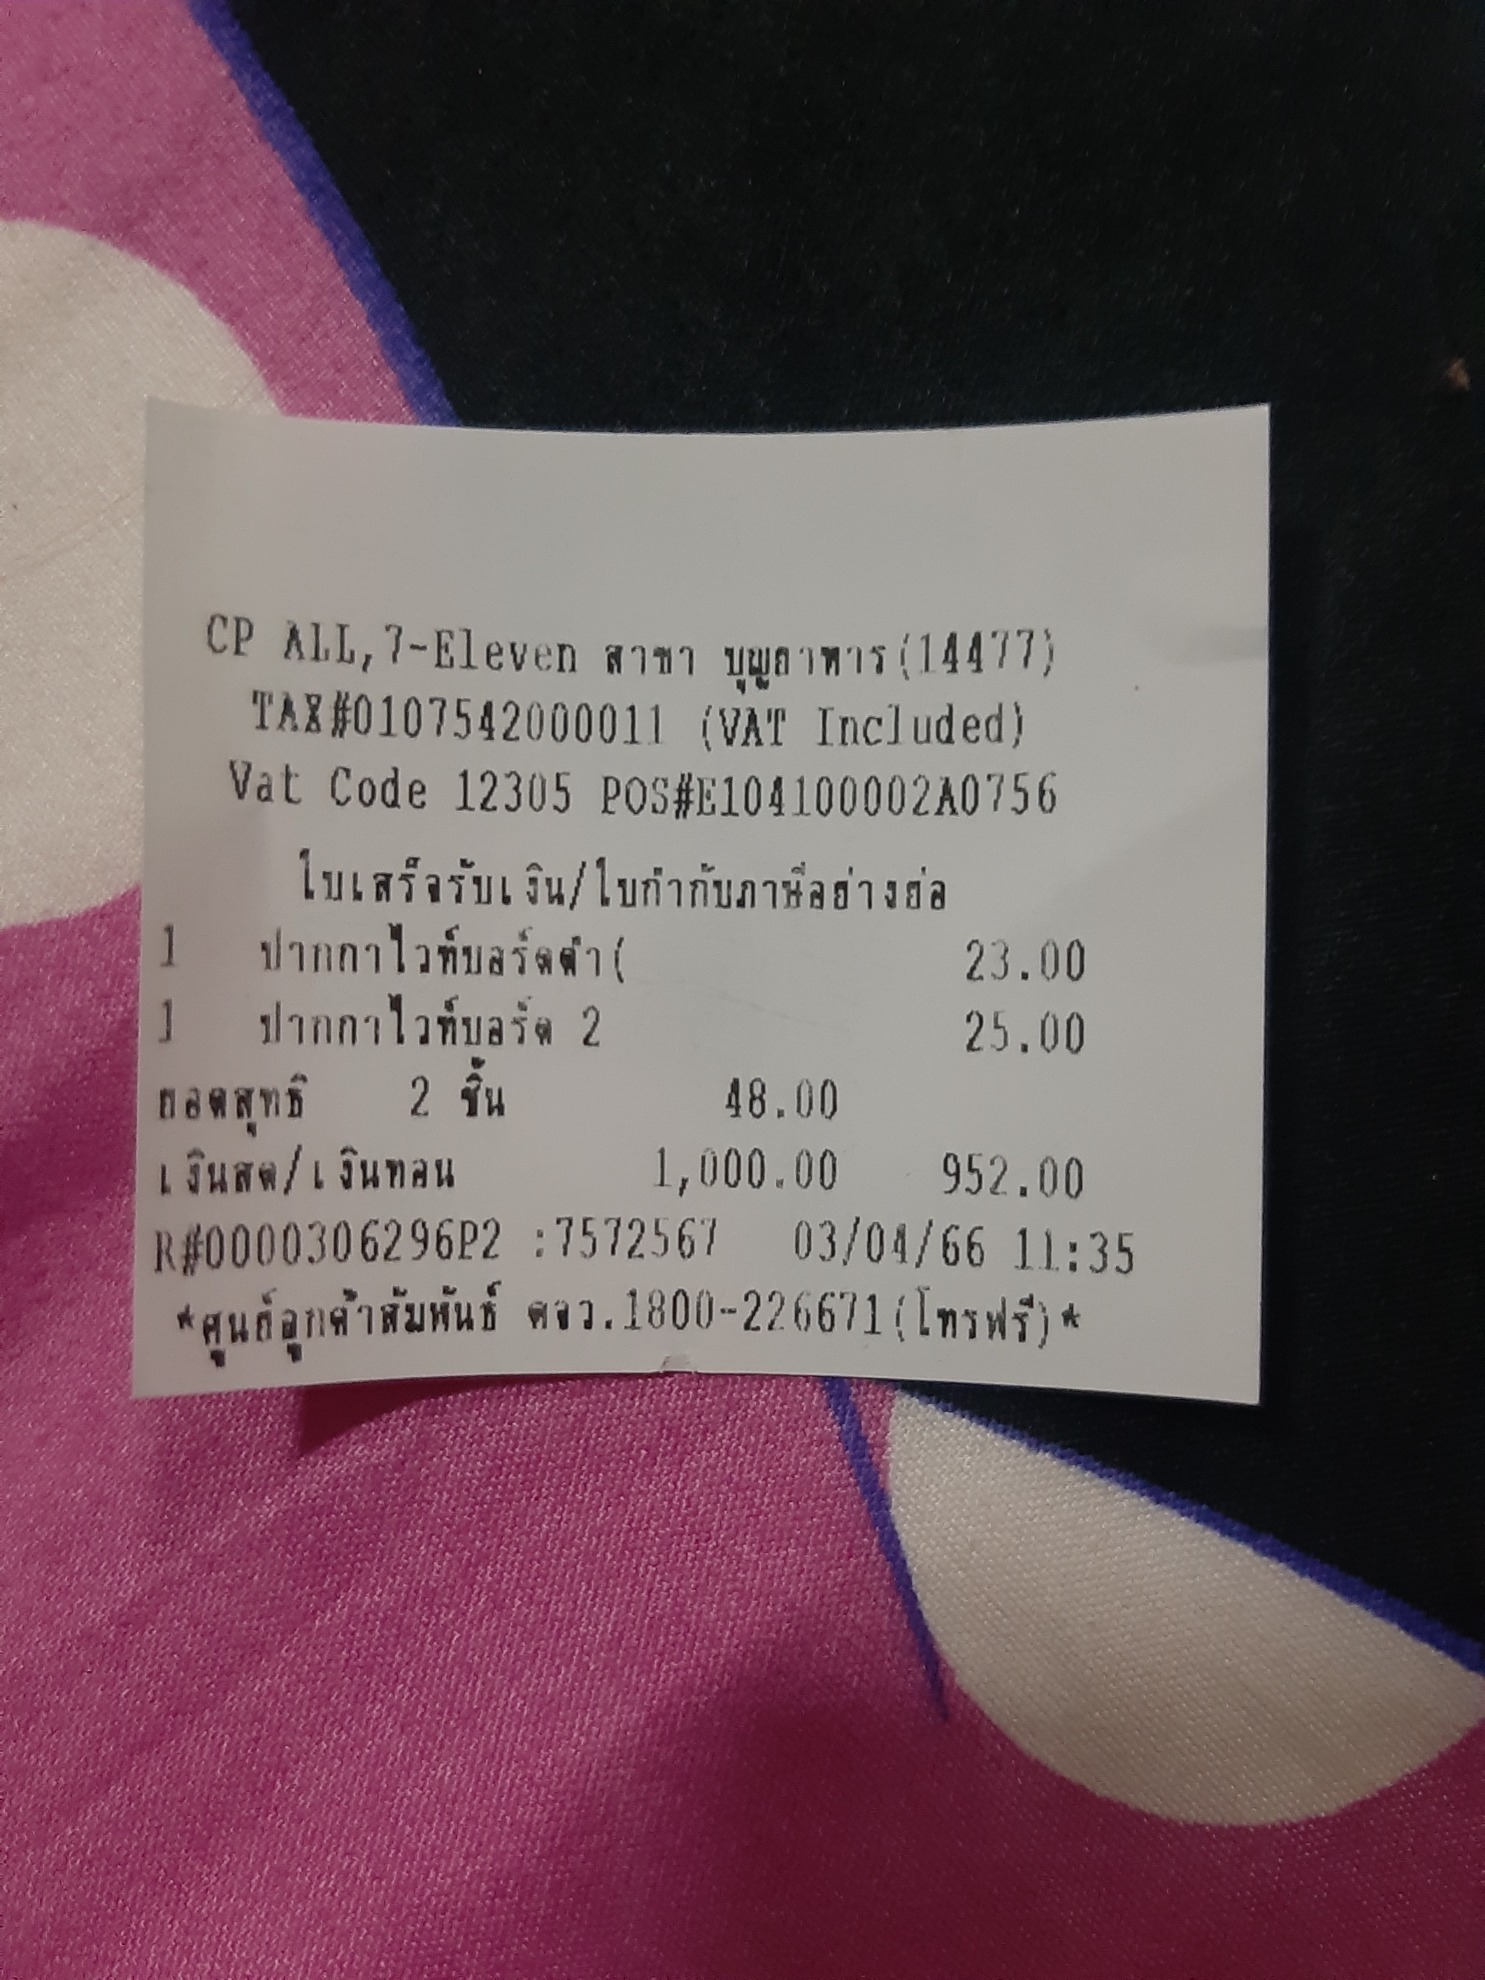 CP ALL,7-Eleven สาขา บุญอาหาร(14477)
TAX#0107542000011 (VAT Included)
Vat Code 12305 POS#E104100002A0756
ใบเสร็จรับเงิน/ใบกำกับภาษีอย่างย่อ
1 ปากกาไวท์บอร์ดดำ( 23.00
1 ปากกาไวท์บอร์ด 2 25.00
ยอดสุทธิ 2 ชิ้น 48.00
เงินสด/เงินทอน 1,000.00 952.00
R#0000306296P2 :7572567 03/04/66 11:35
*ศูนย์ลูกค้าสัมพันธ์ ศจว.1800-226671(โทรฟรี)*